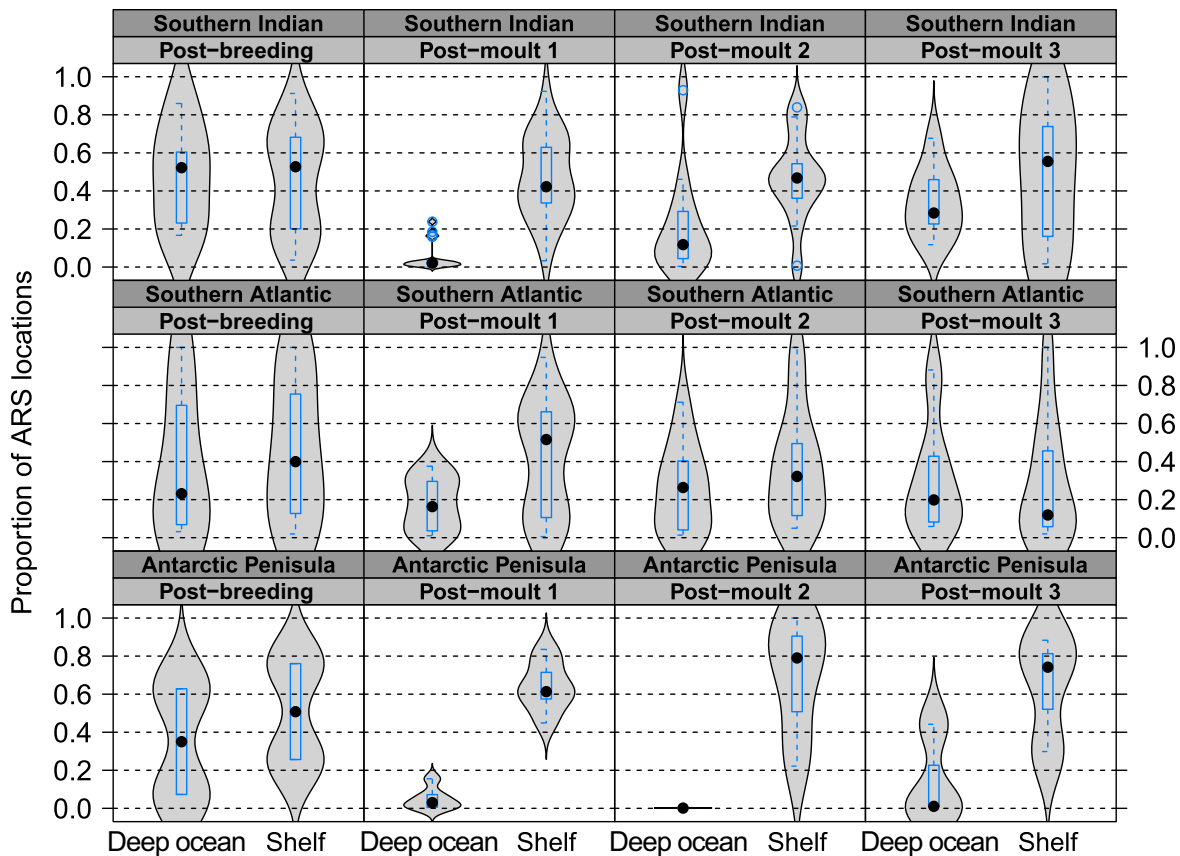 Southern Indian Southern Indian Southern Indian Southern Indian
Post−breeding Post−moult 1 Post−moult 2 Post−moult 3
1.0
0.8
0.6
0.4
0.2
0.0
Southern Atlantic Southern Atlantic Southern Atlantic Southern Atlantic
Post−breeding Post−moult 1 Post−moult 2 Post−moult 3
1.0
0.8
0.6
0.4
0.2
0.0
Antarctic Penisula Antarctic Penisula Antarctic Penisula Antarctic Penisula
Post−breeding Post−moult 1 Post−moult 2 Post−moult 3
1.0
0.8
0.6
0.4
0.2
0.0
Deep ocean Shelf Deep ocean Shelf Deep ocean Shelf Deep ocean Shelf
Proportion of ARS locations